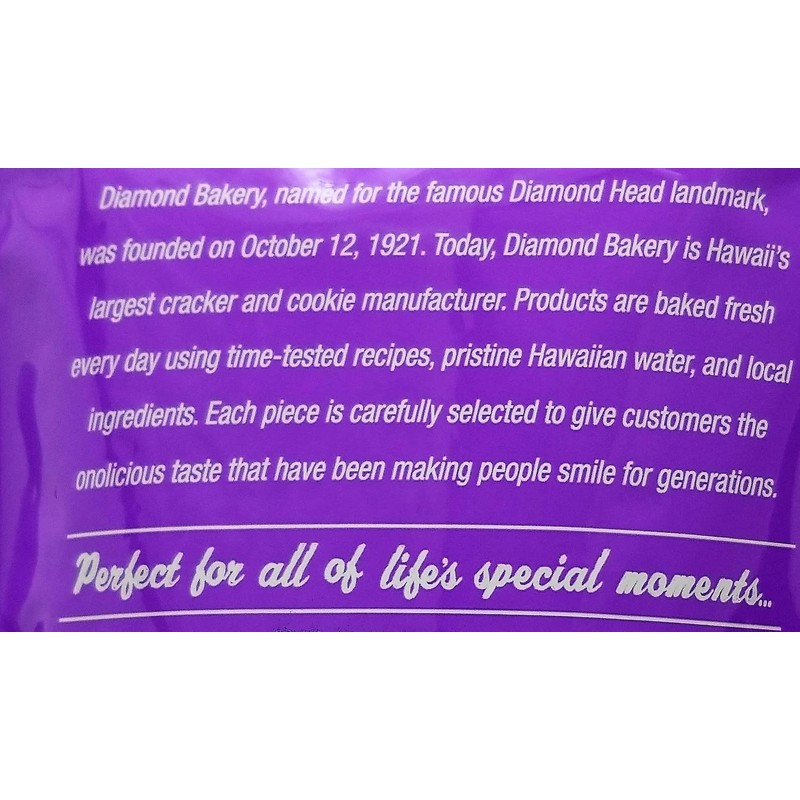 Diamond Bakery, named for the famous Diamond Head landmark,
was founded on October 12, 1921. Today, Diamond Bakery is Hawaii's
largest cracker and cookie manufacturer. Products are baked fresh
every day using time-tested recipes, pristine Hawaiian water, and local
ingredients. Each piece is carefully selected to give customers the
onolicious taste that have been making people smile for generations.
Perfect for all of life's special moments...